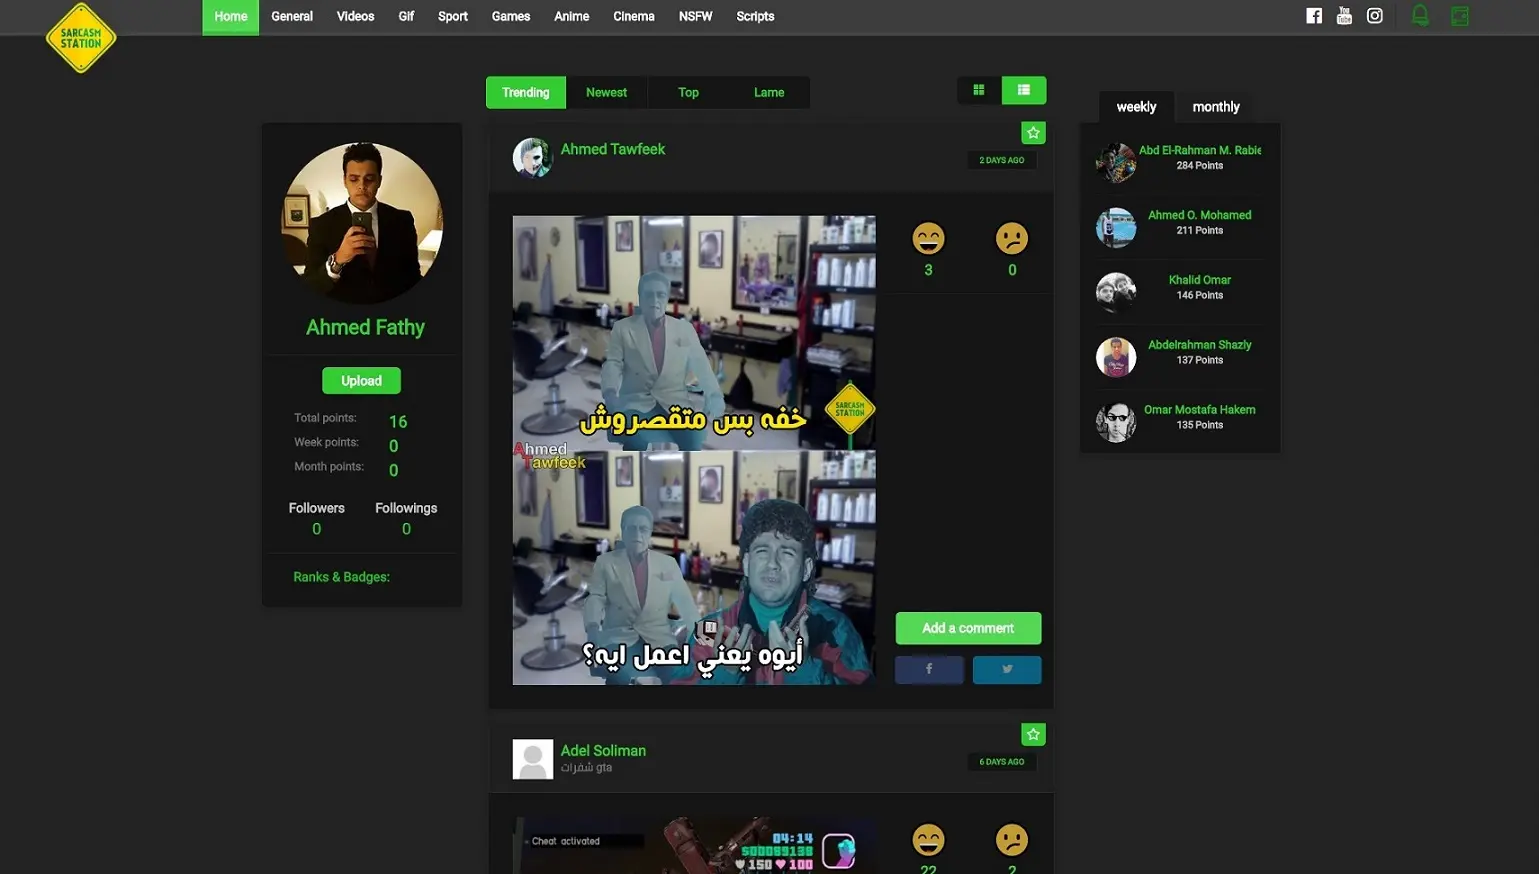 SARCASM
STATION
Home General Videos Gif Sport Games Anime Cinema NSFW Scripts
You
Tube
Trending Newest Top Lame
weekly monthly
Ahmed Fathy
Upload
Total points: 16
Week points: 0
Month points: 0
Followers Followings
0 0
Ranks & Badges:
Ahmed Tawfeek
2 DAYS AGO
3 0
خفه بس متقصروش
SARCASM
STATION
Ahmed
Tawfeek
أيوه يعني اعمل ايه؟
Add a comment
Adel Soliman
شفرات gta
6 DAYS AGO
Cheat activated
04:14
$00089138
150 100
22 2
Abd El-Rahman M. Rabie
284 Points
Ahmed O. Mohamed
211 Points
Khalid Omar
146 Points
Abdelrahman Shazly
137 Points
Omar Mostafa Hakem
135 Points